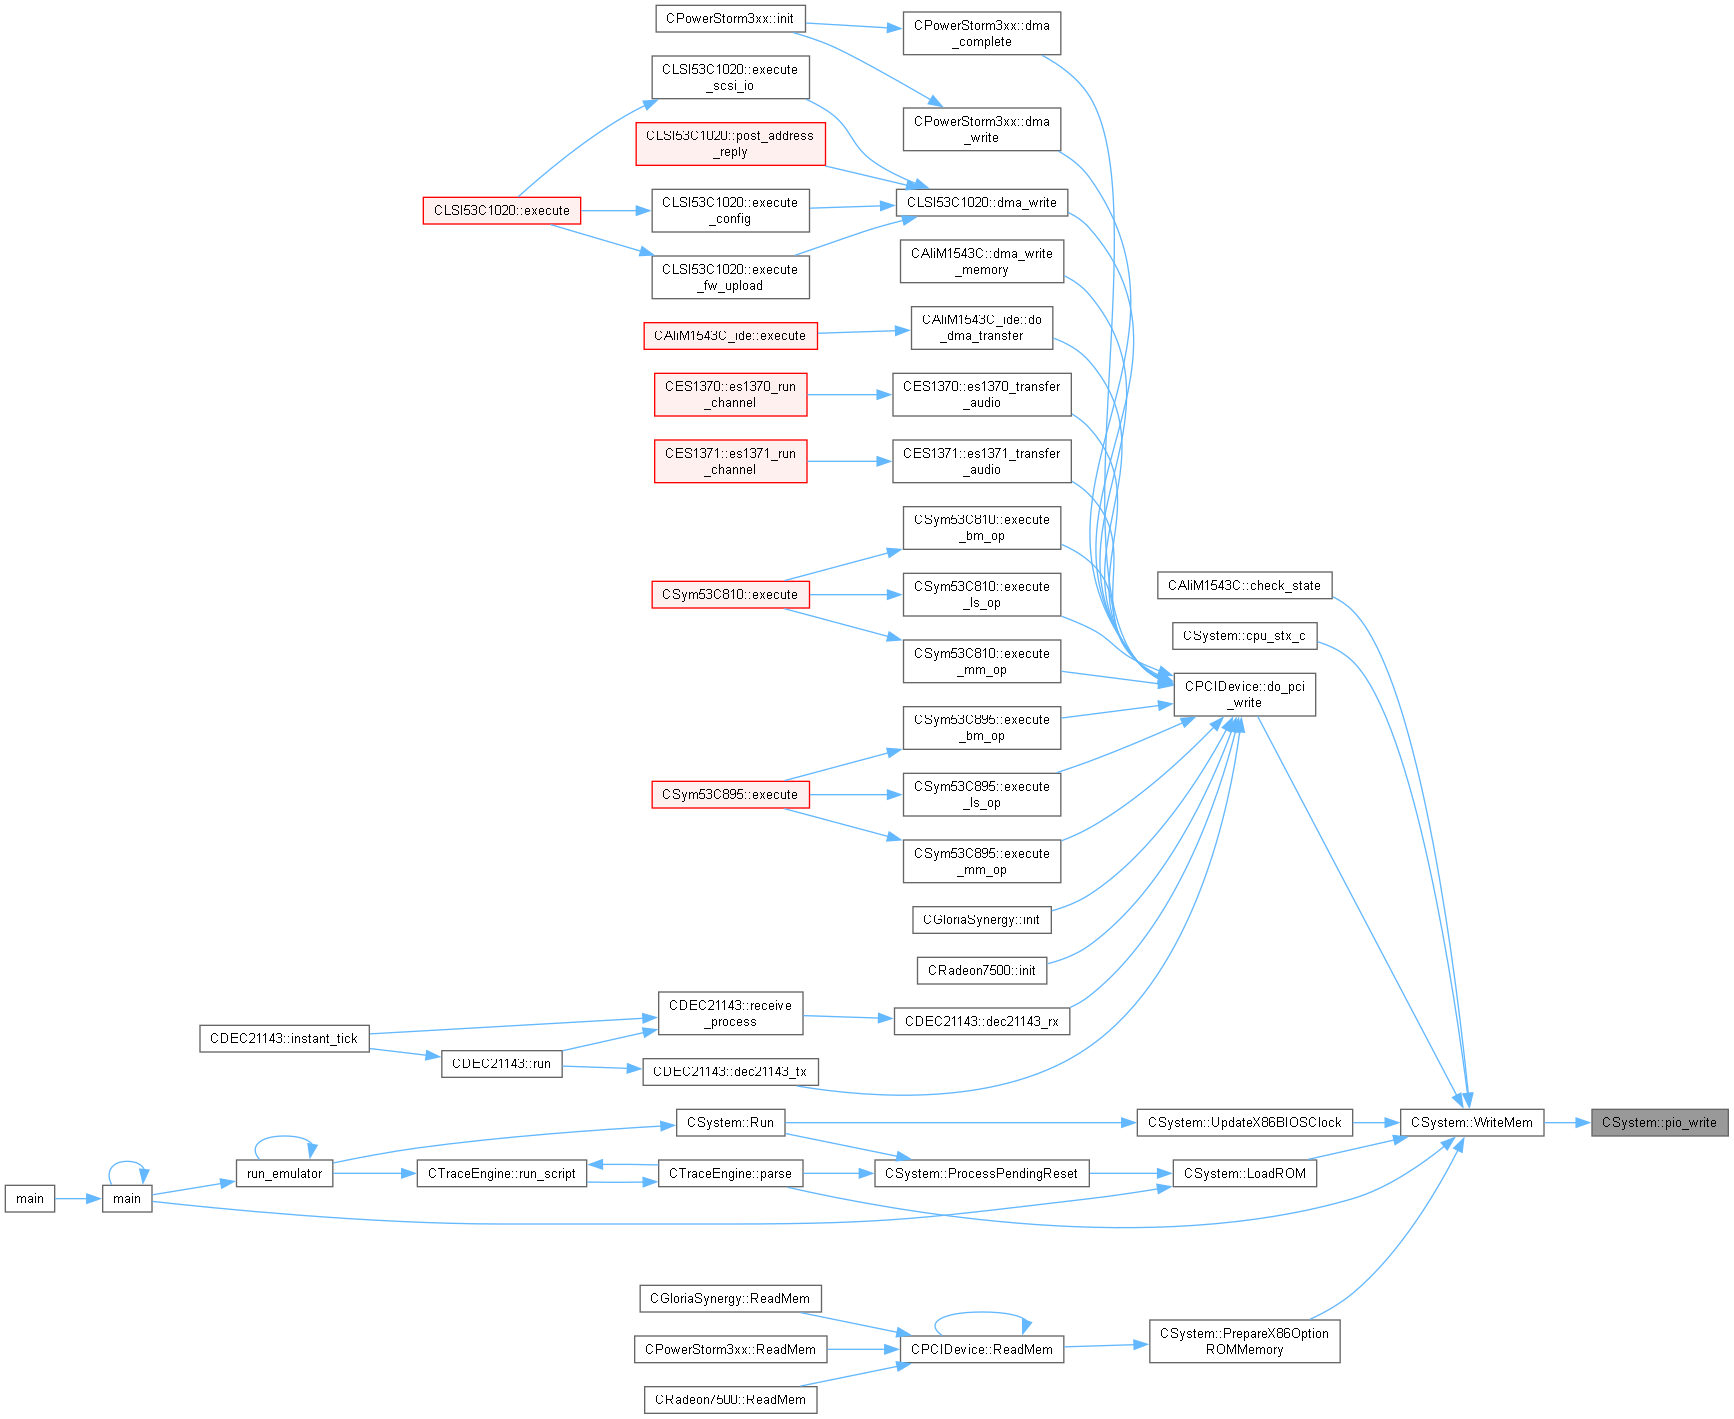 CPowerStorm3xx::init
CPowerStorm3xx::dma
_complete
CLSI53C1020::execute
_scsi_io
CPowerStorm3xx::dma
_write
CLSI53C1020::post_address
_reply
CLSI53C1020::execute
CLSI53C1020::execute
_config
CLSI53C1020::dma_write
CLSI53C1020::execute
_fw_upload
CAliM1543C::dma_write
_memory
CAliM1543C_ide::execute
CAliM1543C_ide::do
_dma_transfer
CES1370::es1370_run
_channel
CES1370::es1370_transfer
_audio
CES1371::es1371_run
_channel
CES1371::es1371_transfer
_audio
CSym53C810::execute
_bm_op
CSym53C810::execute
CSym53C810::execute
_ls_op
CSym53C810::execute
_mm_op
CAliM1543C::check_state
CSystem::cpu_stx_c
CPCIDevice::do_pci
_write
CSym53C895::execute
_bm_op
CSym53C895::execute
CSym53C895::execute
_ls_op
CSym53C895::execute
_mm_op
CGloriaSynergy::init
CRadeon7500::init
CDEC21143::receive
_process
CDEC21143::dec21143_rx
CDEC21143::instant_tick
CDEC21143::run
CDEC21143::dec21143_tx
CSystem::Run
CSystem::UpdateX86BIOSClock
CSystem::WriteMem
CSystem::pio_write
main
main
run_emulator
CTraceEngine::run_script
CTraceEngine::parse
CSystem::ProcessPendingReset
CSystem::LoadROM
CGloriaSynergy::ReadMem
CPowerStorm3xx::ReadMem
CPCIDevice::ReadMem
CSystem::PrepareX86Option
ROMMemory
CRadeon7500::ReadMem